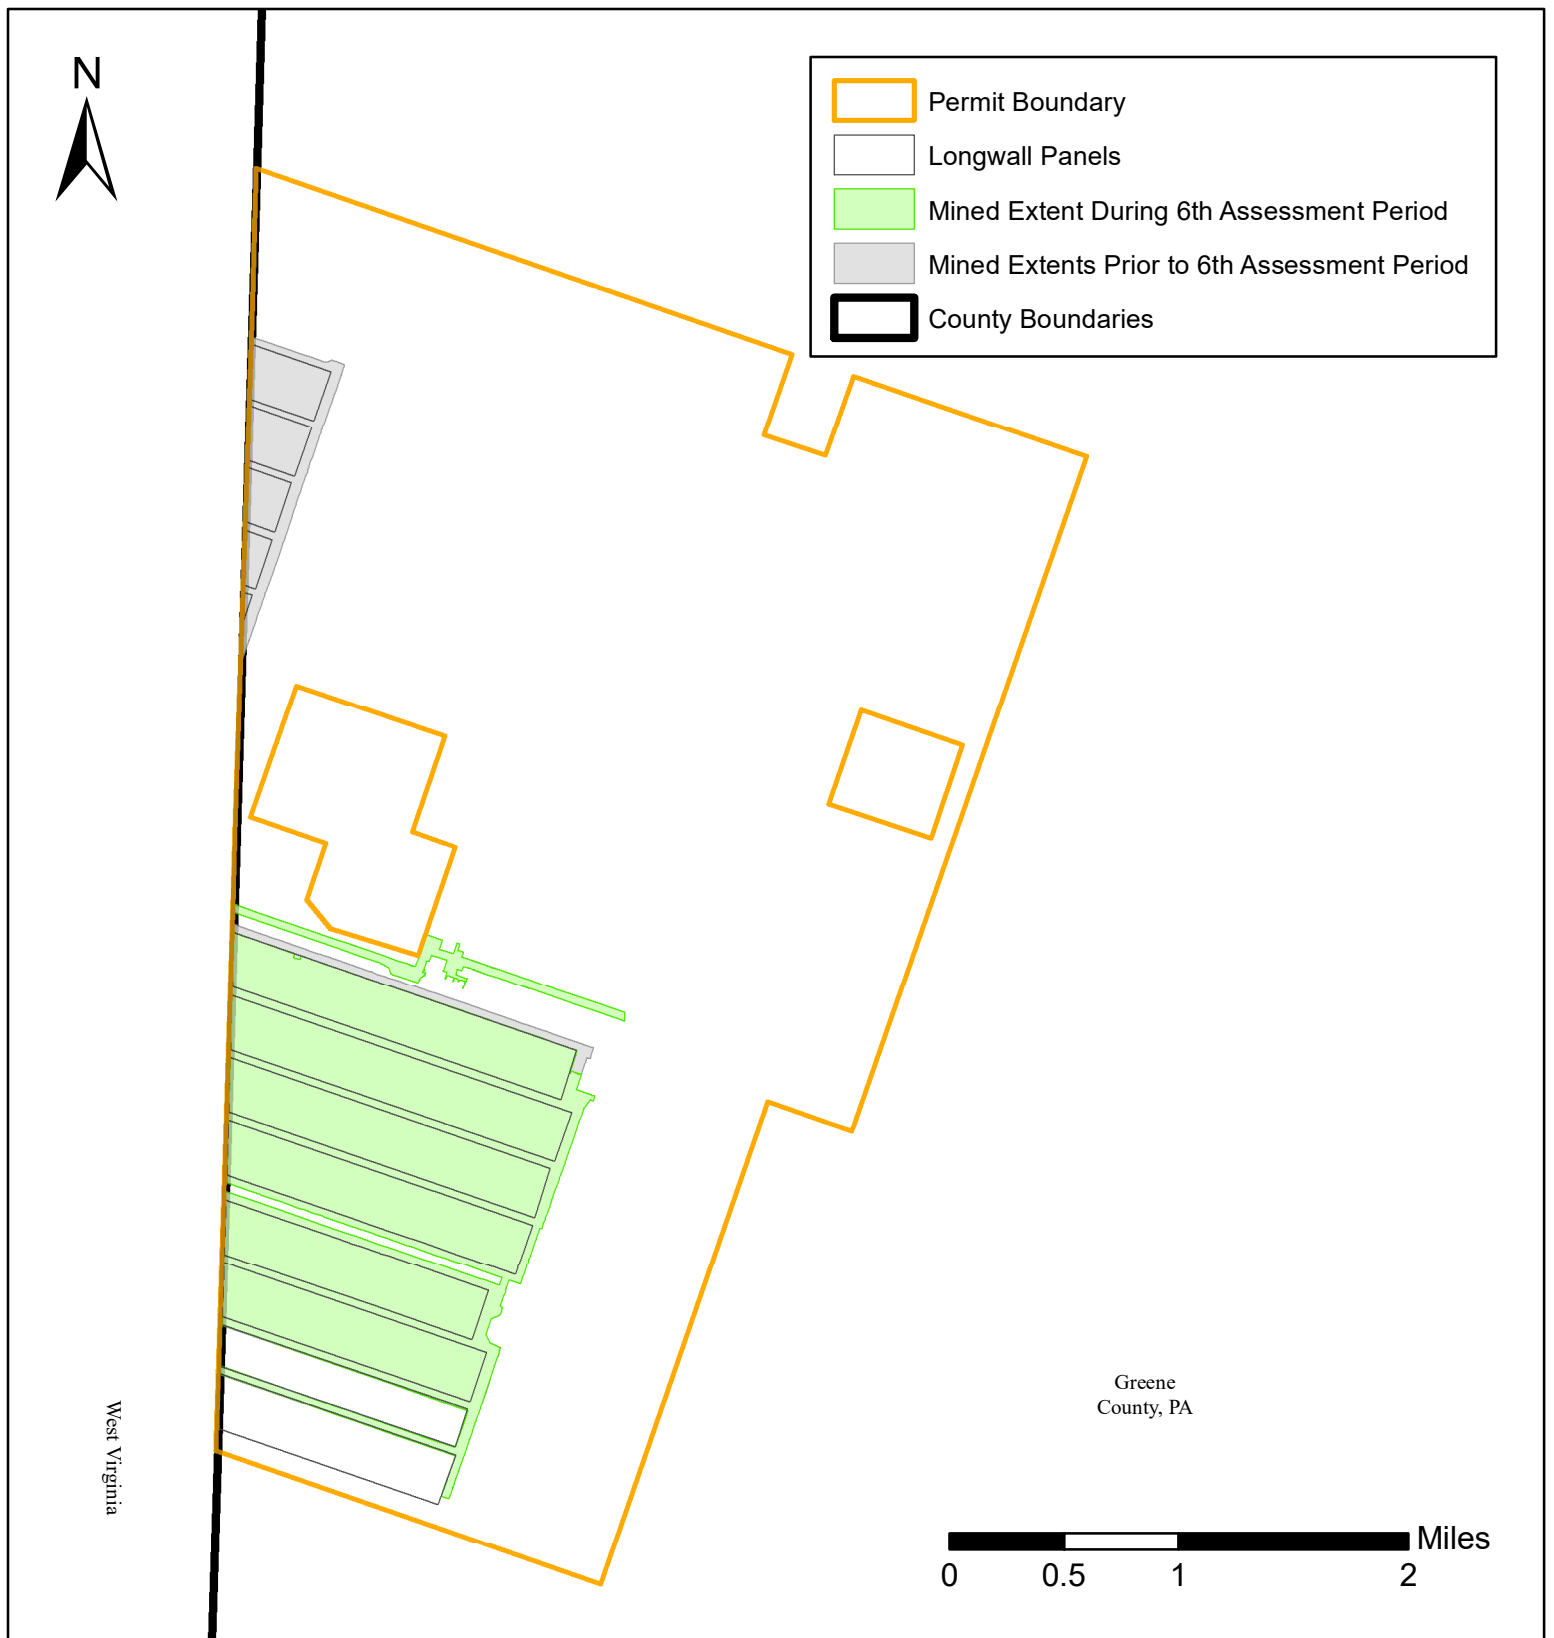 N
Permit Boundary
Longwall Panels
Mined Extent During 6th Assessment Period
Mined Extents Prior to 6th Assessment Period
County Boundaries
West Virginia
Greene
County, PA
Miles
0 0.5 1 2